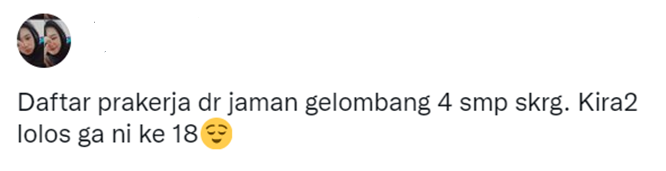 Daftar prakerja dr jaman gelombang 4 smp skrg. Kira2
lolos ga ni ke 18😌